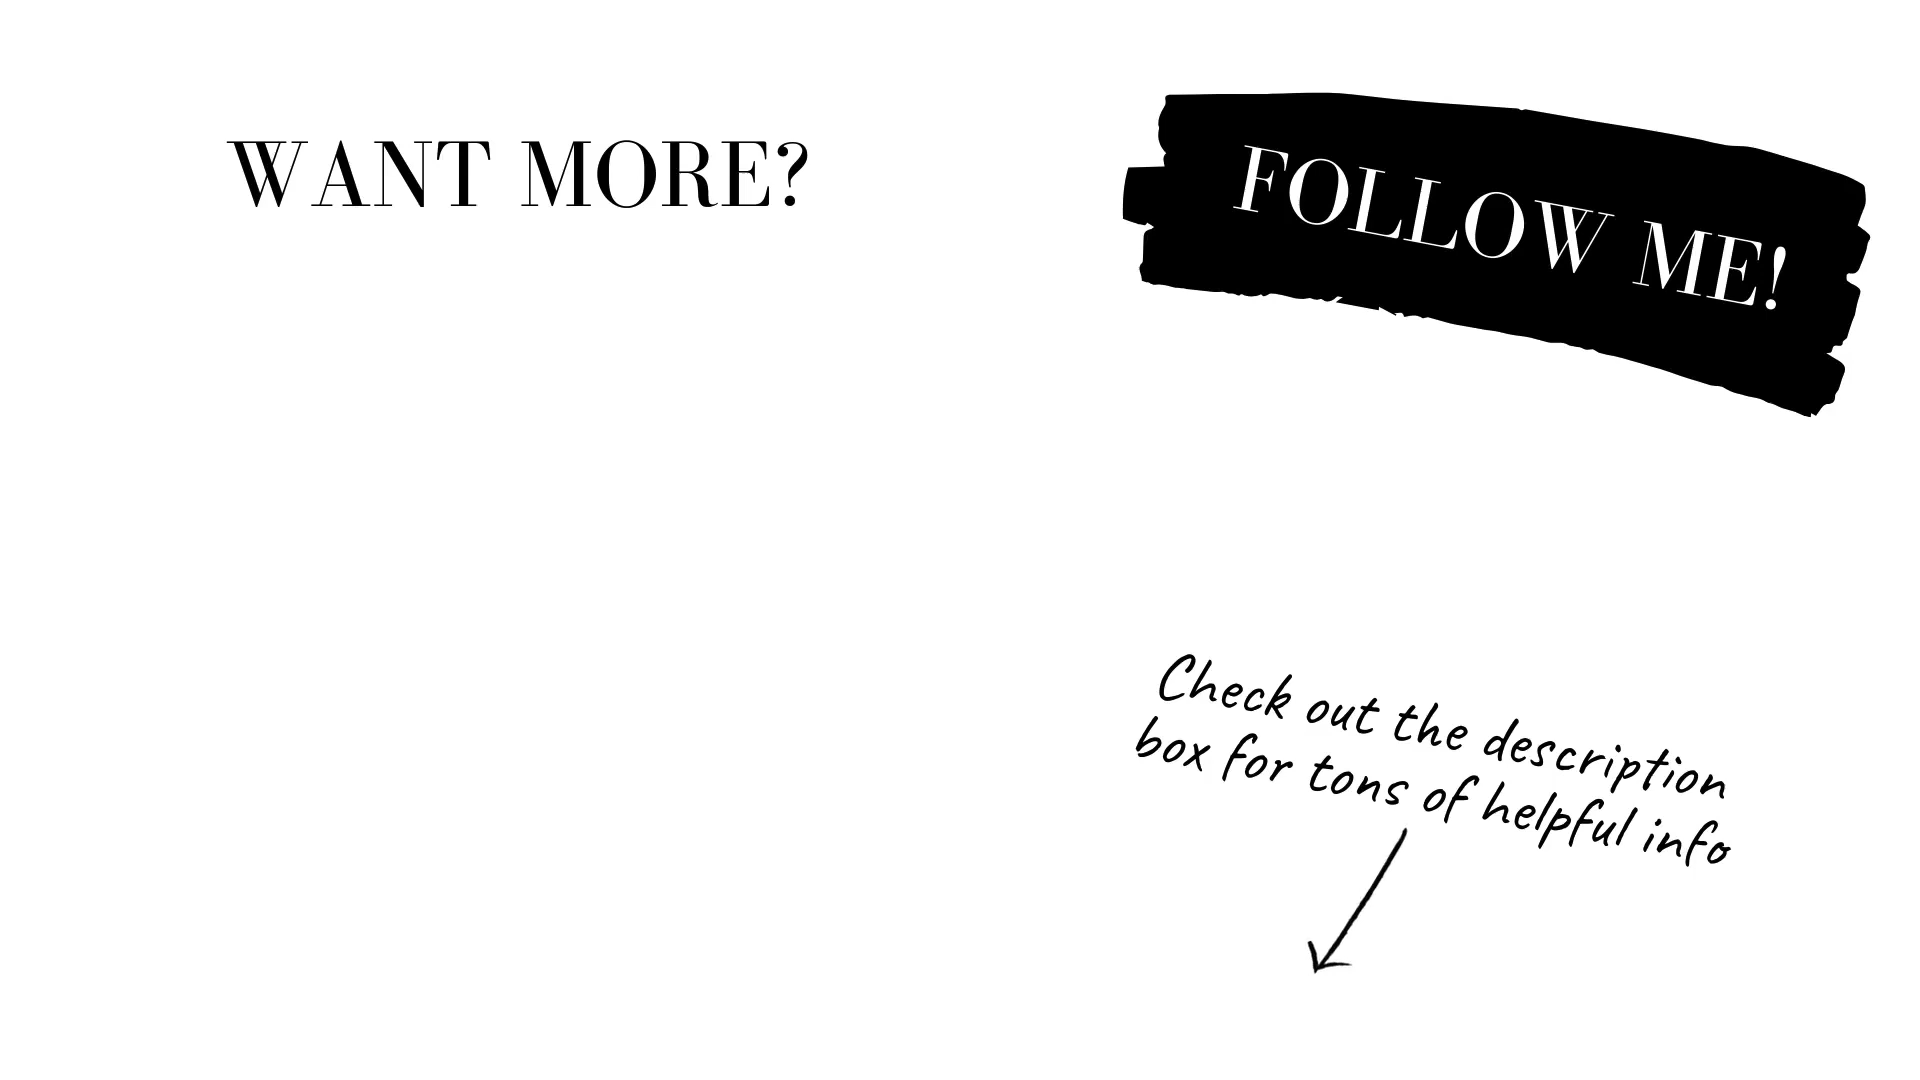 WANT MORE?
FOLLOW ME!
Check out the description
box for tons of helpful info